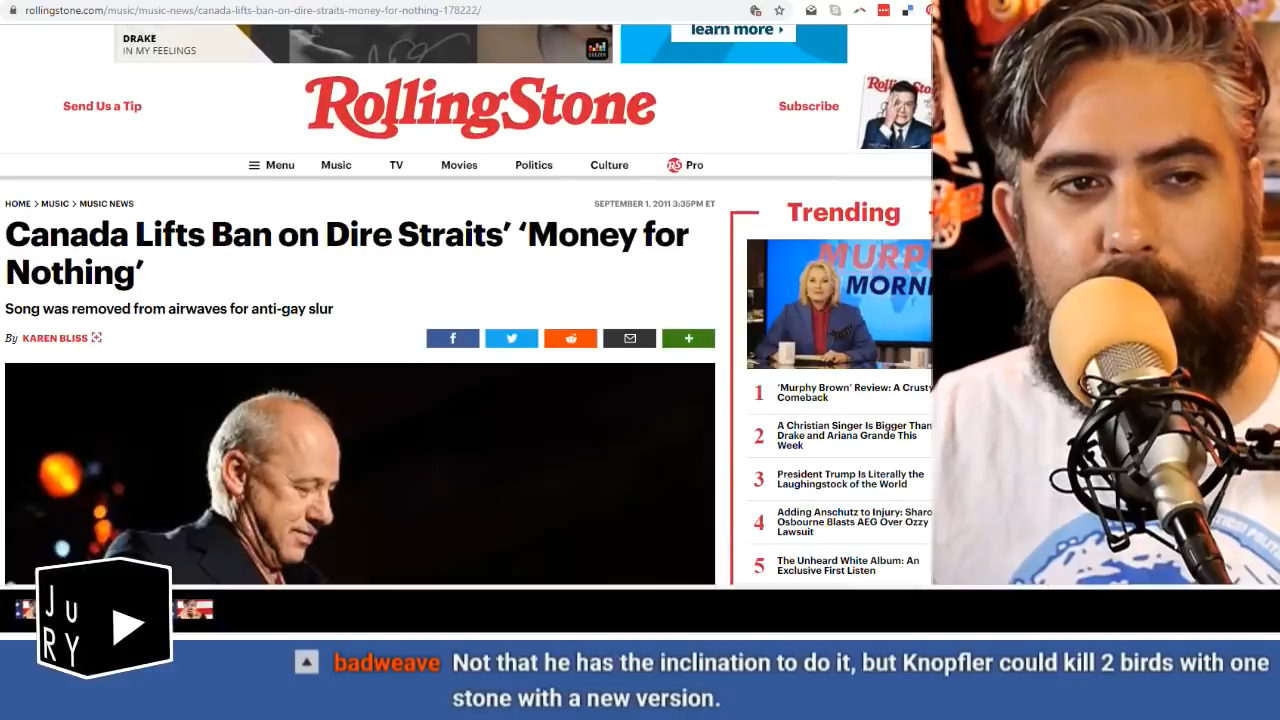 rollingstone.com/music/music-news/canada-lifts-ban-on-dire-straits-money-for-nothing-178222/
DRAKE
IN MY FEELINGS
DEEZER
learn more ›
Send Us a Tip
RollingStone
Subscribe
Menu
Music
TV
Movies
Politics
Culture
RS Pro
HOME > MUSIC > MUSIC NEWS
SEPTEMBER 1, 2011 3:35PM ET
Canada Lifts Ban on Dire Straits’ ‘Money for
Nothing’
Song was removed from airwaves for anti-gay slur
By KAREN BLISS
Trending
MORN
1 ‘Murphy Brown’ Review: A Crusty
Comeback
2 A Christian Singer Is Bigger Than
Drake and Ariana Grande This
Week
3 President Trump Is Literally the
Laughingstock of the World
4 Adding Anschutz to Injury: Sharo
Osbourne Blasts AEG Over Ozzy
Lawsuit
5 The Unheard White Album: An
Exclusive First Listen
JURY
badweave Not that he has the inclination to do it, but Knopfler could kill 2 birds with one
stone with a new version.